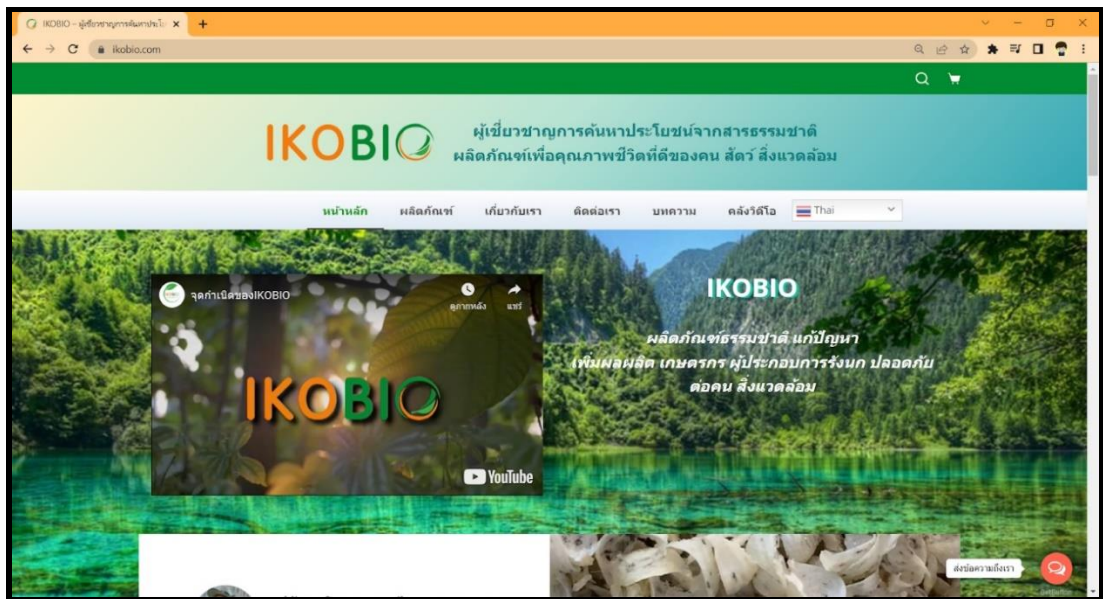 IKOBIO – ผู้เชี่ยวชาญการค้นหาประโย
ikobio.com
IKOBIO
ผู้เชี่ยวชาญการค้นหาประโยชน์จากสารธรรมชาติ
ผลิตภัณฑ์เพื่อคุณภาพชีวิตที่ดีของคน สัตว์ สิ่งแวดล้อม
หน้าหลัก ผลิตภัณฑ์ เกี่ยวกับเรา ติดต่อเรา บทความ คลังวิดีโอ Thai
จุดกำเนิดของIKOBIO
ดูภายหลัง แชร์
IKOBIO
YouTube
IKOBIO
ผลิตภัณฑ์ธรรมชาติ แก้ปัญหา
เพิ่มผลผลิต เกษตรกร ผู้ประกอบการรังนก ปลอดภัย
ต่อคน สิ่งแวดล้อม
ส่งข้อความถึงเรา